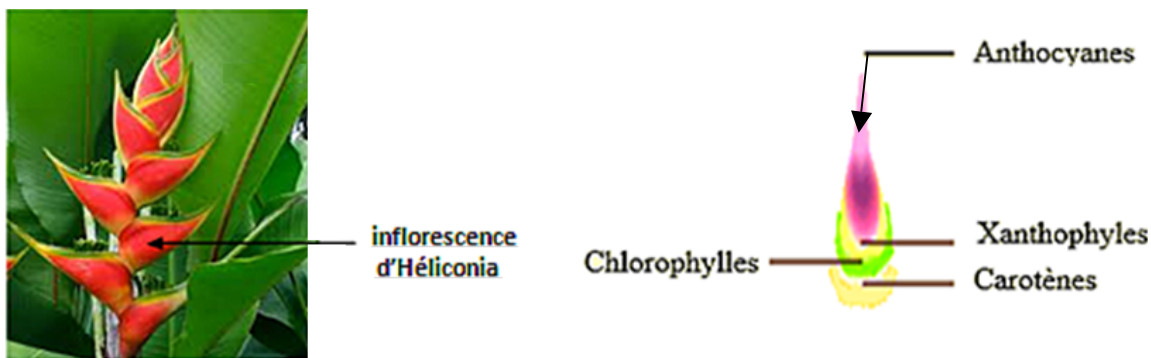 Anthocyanes
inflorescence
d'Héliconia
Xanthophyles
Chlorophylles
Carotènes